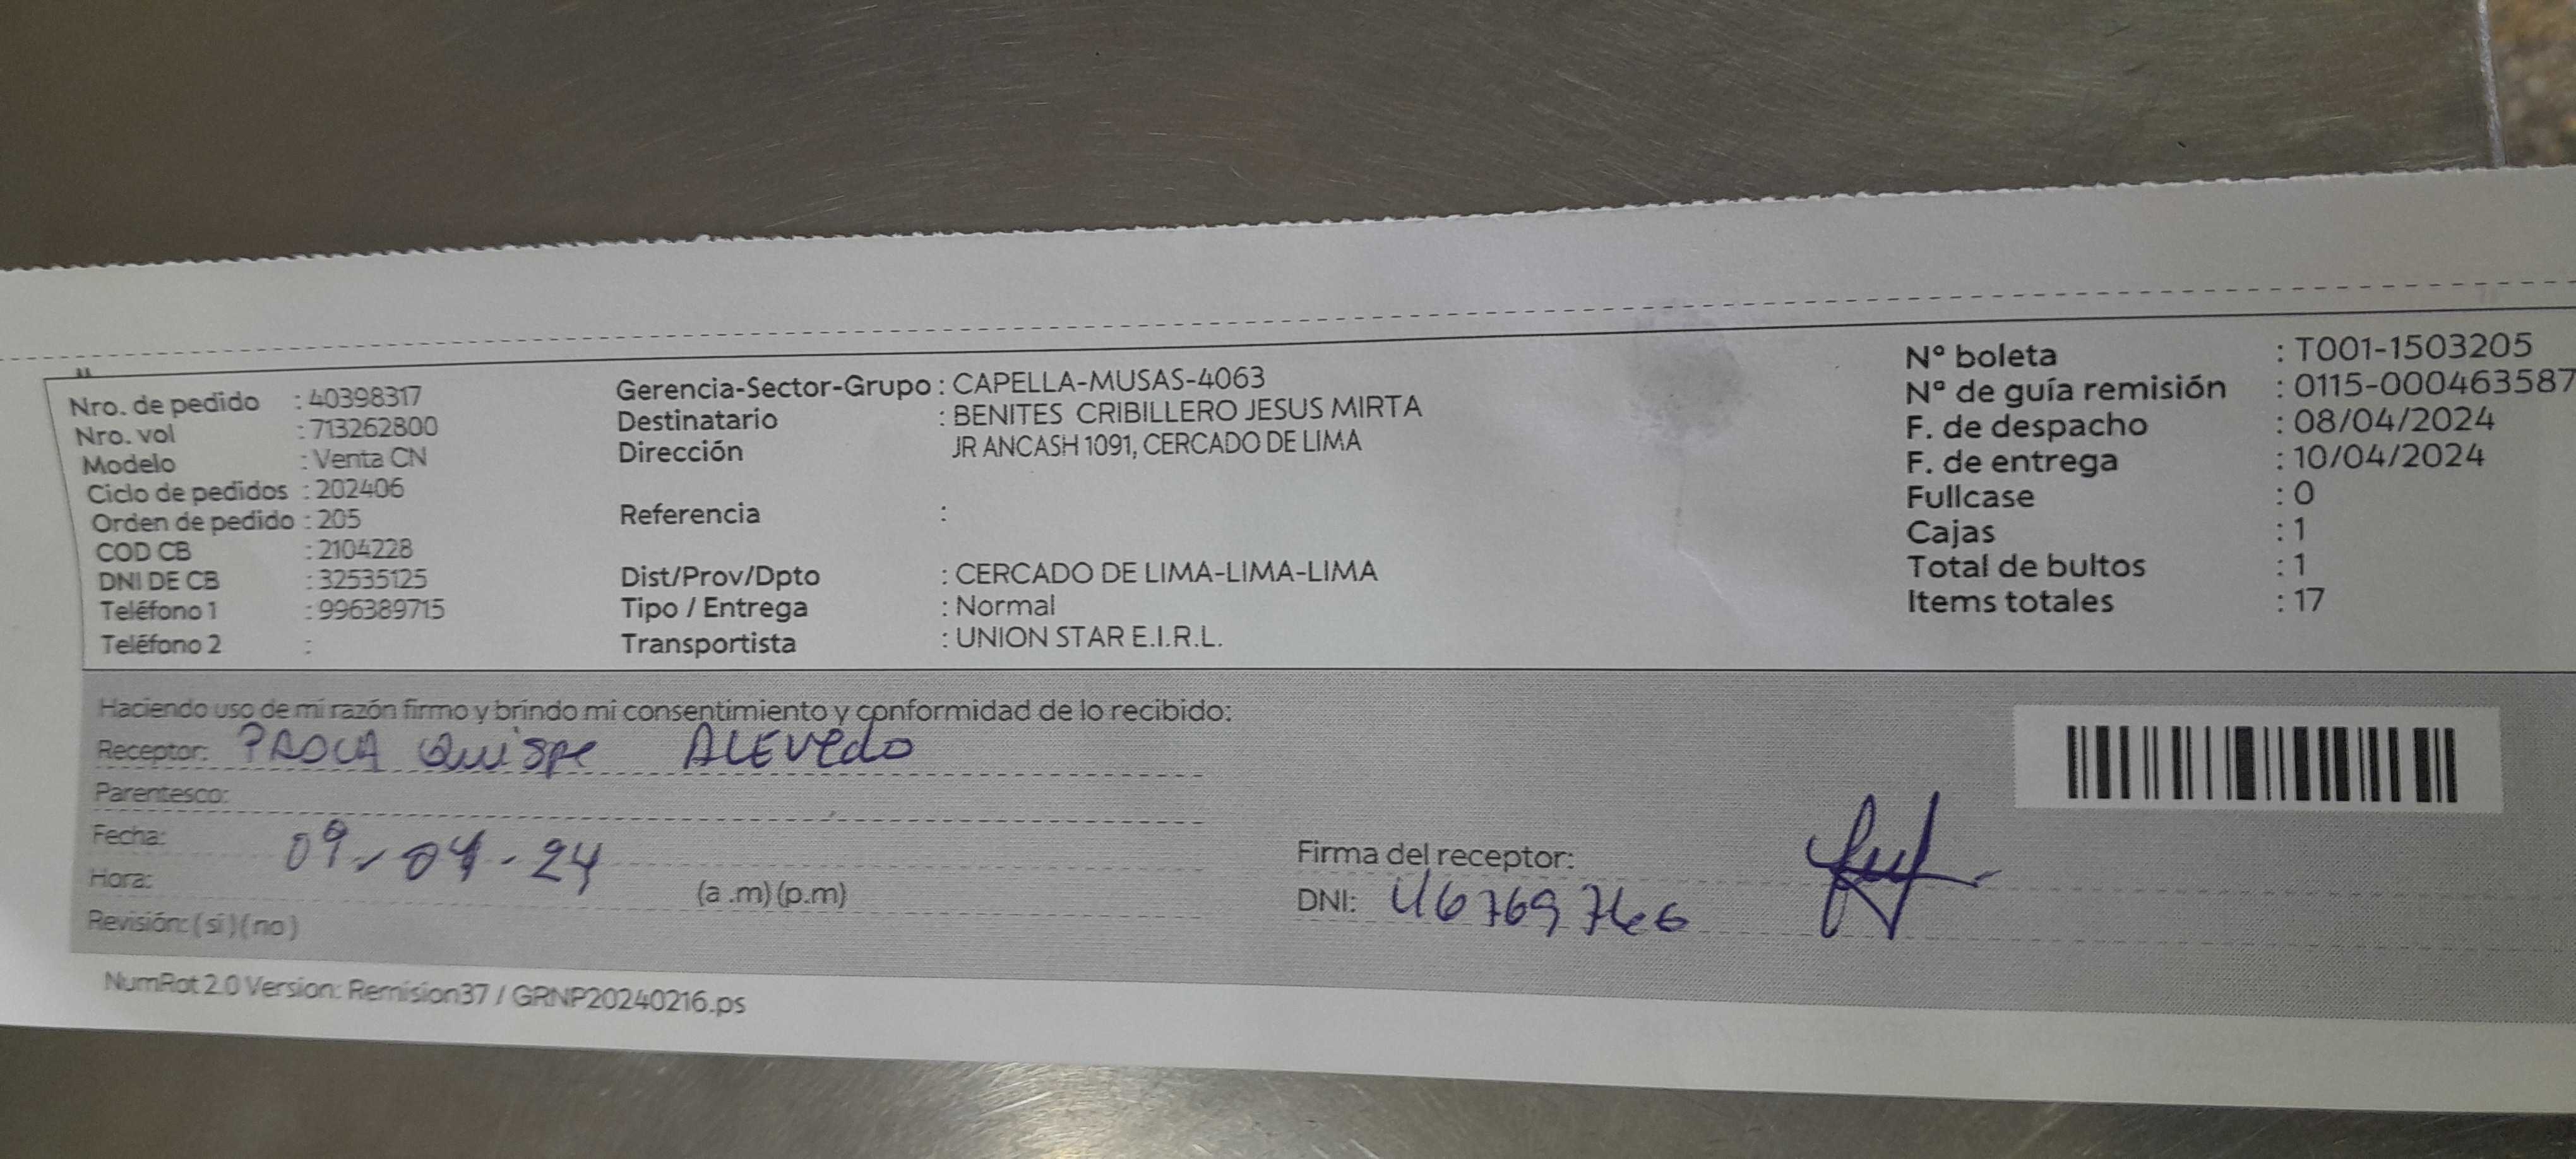 Nro. de pedido : 40398317
Nro. vol : 713262800
Modelo : Venta CN
Ciclo de pedidos : 202406
Orden de pedido : 205
COD CB : 2104228
DNI DE CB : 32535125
Teléfono 1 : 996389715
Teléfono 2 :
Gerencia-Sector-Grupo : CAPELLA-MUSAS-4063
Destinatario : BENITES CRIBILLERO JESUS MIRTA
Dirección JR ANCASH 1091, CERCADO DE LIMA
Referencia :
Dist/Prov/Dpto : CERCADO DE LIMA-LIMA-LIMA
Tipo / Entrega : Normal
Transportista : UNION STAR E.I.R.L.
N° boleta : T001-1503205
N° de guía remisión : 0115-000463587
F. de despacho : 08/04/2024
F. de entrega : 10/04/2024
Fullcase : 0
Cajas : 1
Total de bultos : 1
Items totales : 17
Haciendo uso de mi razón firmo y brindo mi consentimiento y conformidad de lo recibido:
Receptor: PAOLA Quispe ACEVEdo
Parentesco:
Fecha: 09-04-24
Hora: (a .m) (p.m)
Revisión: ( si ) ( no )
Firma del receptor:
DNI: 46769766
NumRot 2.0 Version: Remision37 / GRNP20240216.ps